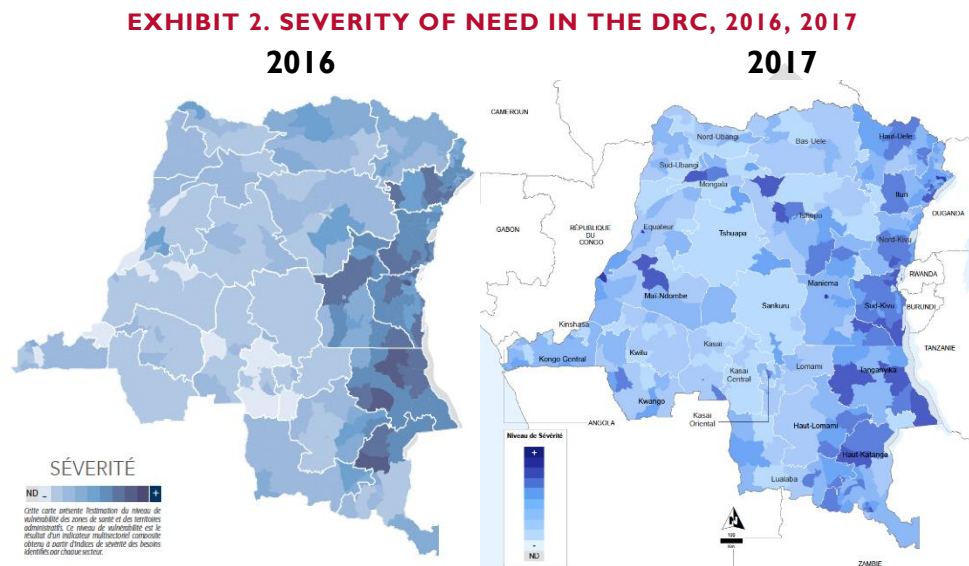 EXHIBIT 2. SEVERITY OF NEED IN THE DRC, 2016, 2017
2016
2017
SÉVERITÉ
ND - +
Cette carte présente l'estimation du niveau de
vulnérabilité des zones de santé et des territoires
administratifs. Ce niveau de vulnérabilité est le
résultat d'un indicateur multisectoriel composite
obtenu à partir d'indices de sévérité des besoins
identifiés par chaque secteur.
CAMEROUN
Nord-Ubangi
Bas-Uele
Haut-Uele
Sud-Ubangi
Mongala
Ituri
OUGANDA
GABON
RÉPUBLIQUE
DU
CONGO
Equateur
Tshopo
Tshuapa
Nord-Kivu
RWANDA
Maniema
Mai-Ndombe
Sankuru
Sud-Kivu
BURUNDI
Kinshasa
TANZANIE
Kongo Central
Kwilu
Kasai
Kasai
Central
Lomami
Tanganyika
Kwango
ANGOLA
Kasai
Oriental
Haut-Lomami
Niveau de Sévérité
+
-
ND
Haut-Katanga
Lualaba
N
Km
ZAMBIE